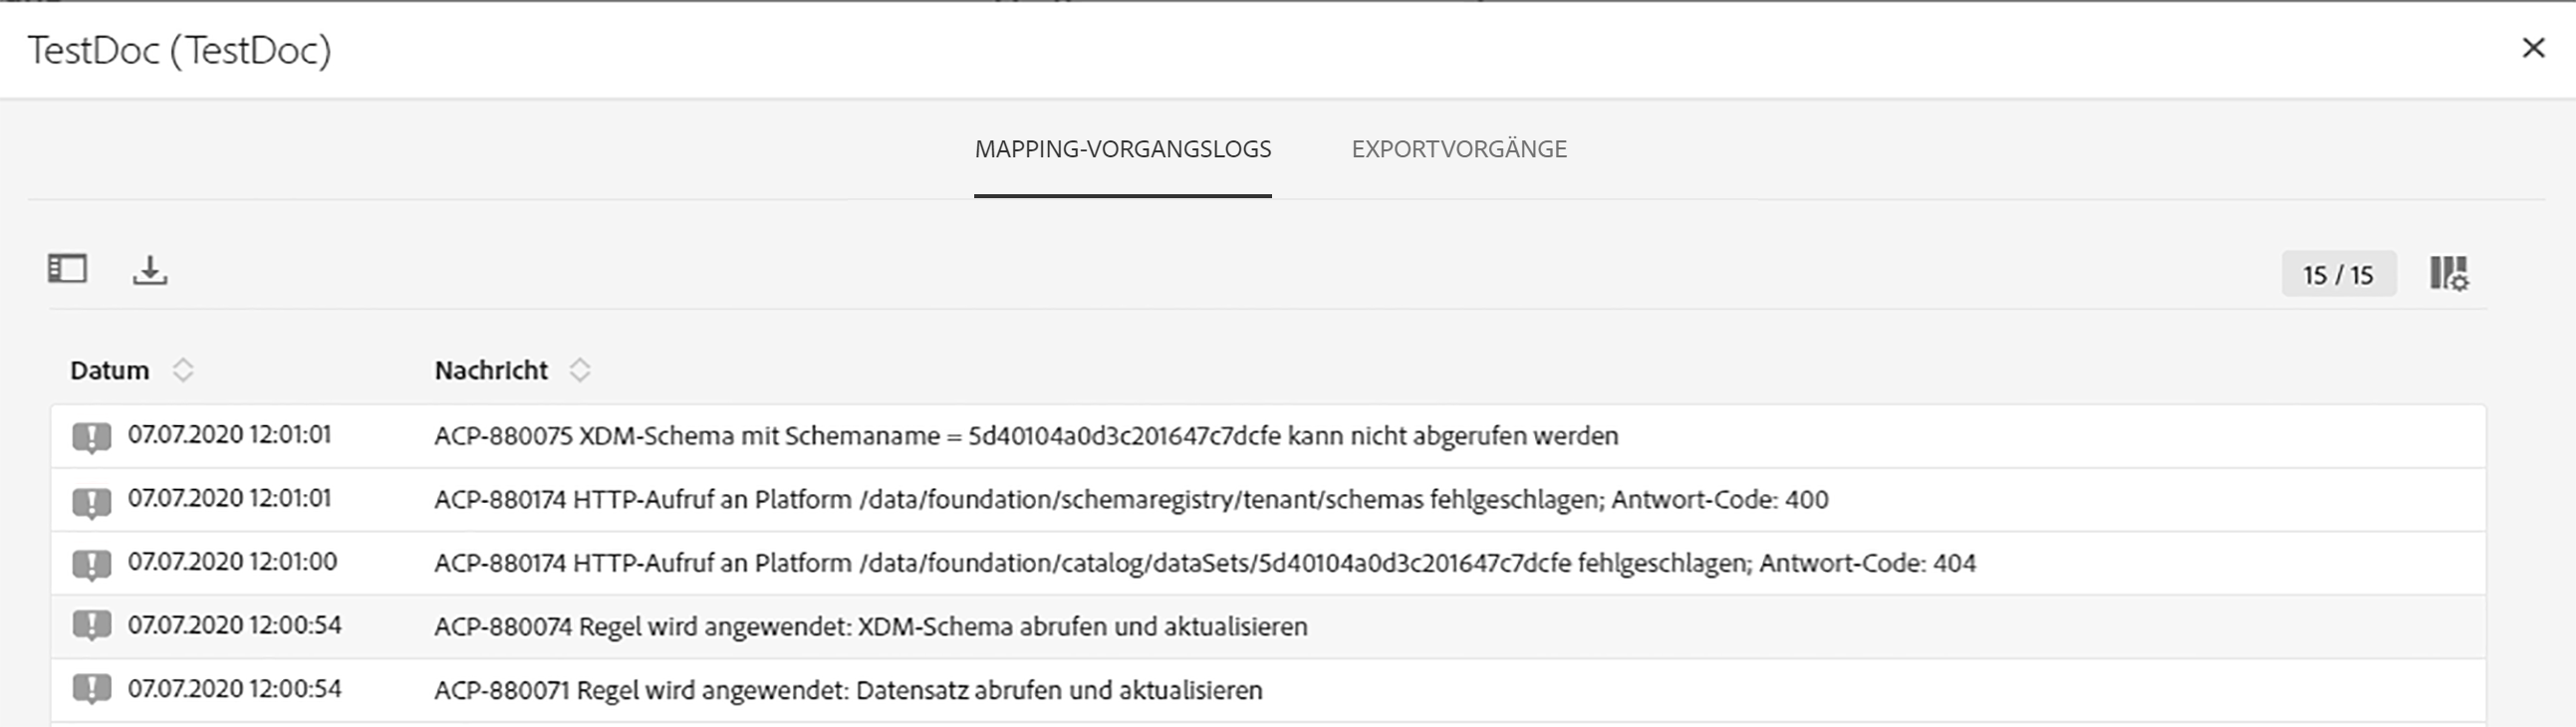 TestDoc (TestDoc)
MAPPING-VORGANGSLOGS EXPORTVORGÄNGE
15 / 15
Datum Nachricht
07.07.2020 12:01:01 ACP-880075 XDM-Schema mit Schemaname = 5d40104a0d3c201647c7dcfe kann nicht abgerufen werden
07.07.2020 12:01:01 ACP-880174 HTTP-Aufruf an Platform /data/foundation/schemaregistry/tenant/schemas fehlgeschlagen; Antwort-Code: 400
07.07.2020 12:01:00 ACP-880174 HTTP-Aufruf an Platform /data/foundation/catalog/dataSets/5d40104a0d3c201647c7dcfe fehlgeschlagen; Antwort-Code: 404
07.07.2020 12:00:54 ACP-880074 Regel wird angewendet: XDM-Schema abrufen und aktualisieren
07.07.2020 12:00:54 ACP-880071 Regel wird angewendet: Datensatz abrufen und aktualisieren